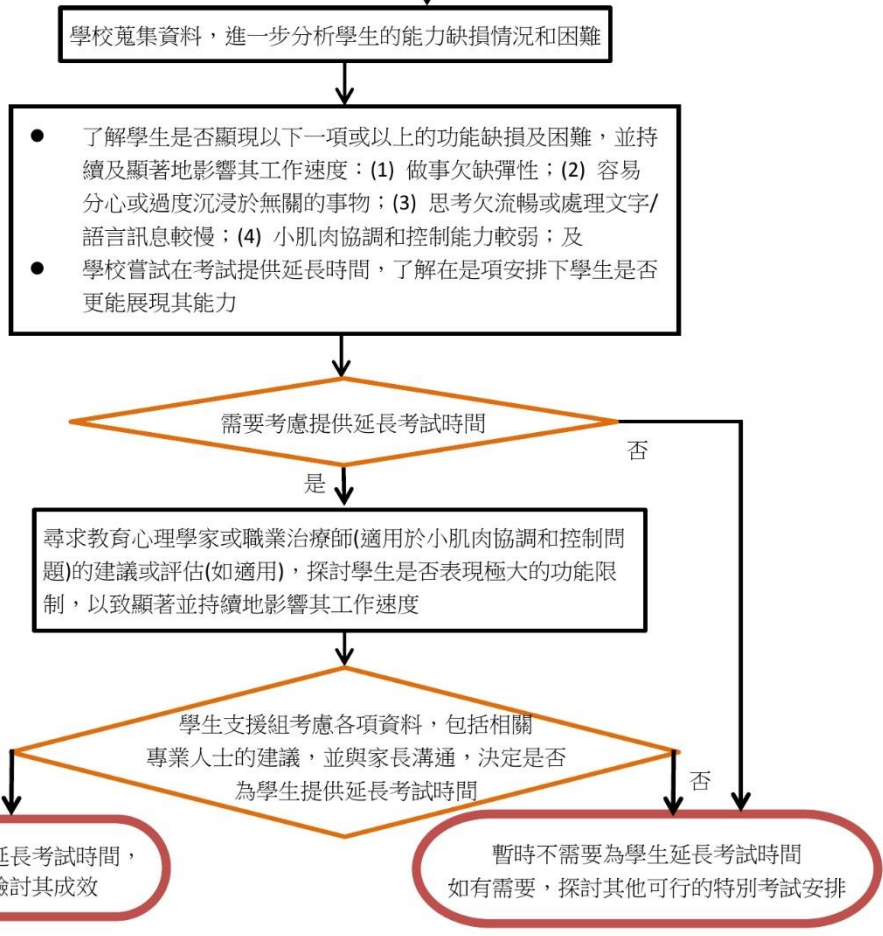 學校蒐集資料，進一步分析學生的能力缺損情況和困難
● 了解學生是否顯現以下一項或以上的功能缺損及困難，並持
續及顯著地影響其工作速度：(1) 做事欠缺彈性；(2) 容易
分心或過度沉浸於無關的事物；(3) 思考欠流暢或處理文字/
語言訊息較慢；(4) 小肌肉協調和控制能力較弱；及
● 學校嘗試在考試提供延長時間，了解在是項安排下學生是否
更能展現其能力
需要考慮提供延長考試時間
否
是
尋求教育心理學家或職業治療師(適用於小肌肉協調和控制問
題)的建議或評估(如適用)，探討學生是否表現極大的功能限
制，以致顯著並持續地影響其工作速度
學生支援組考慮各項資料，包括相關
專業人士的建議，並與家長溝通，決定是否
為學生提供延長考試時間
否
延長考試時間，
檢討其成效
暫時不需要為學生延長考試時間
如有需要，探討其他可行的特別考試安排